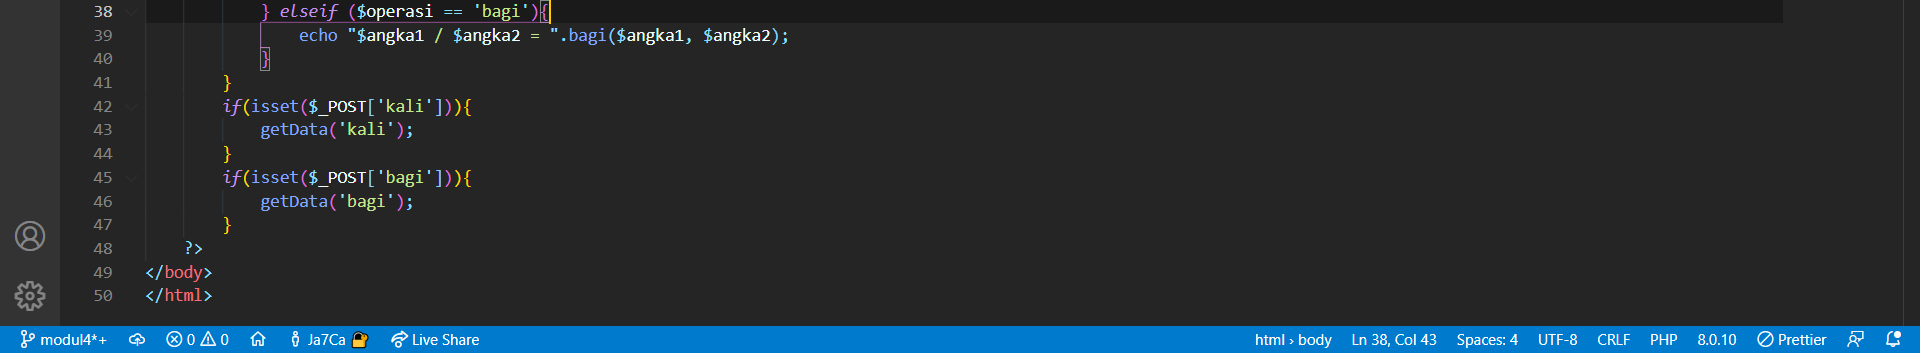 38 } elseif ($operasi == 'bagi'){
39 echo "$angka1 / $angka2 = ".bagi($angka1, $angka2);
40 }
41 }
42 if(isset($_POST['kali'])){
43 getData('kali');
44 }
45 if(isset($_POST['bagi'])){
46 getData('bagi');
47 }
48 ?>
49 </body>
50 </html>
modul4*+ 0 0 Ja7Ca Live Share html › body Ln 38, Col 43 Spaces: 4 UTF-8 CRLF PHP 8.0.10 Prettier